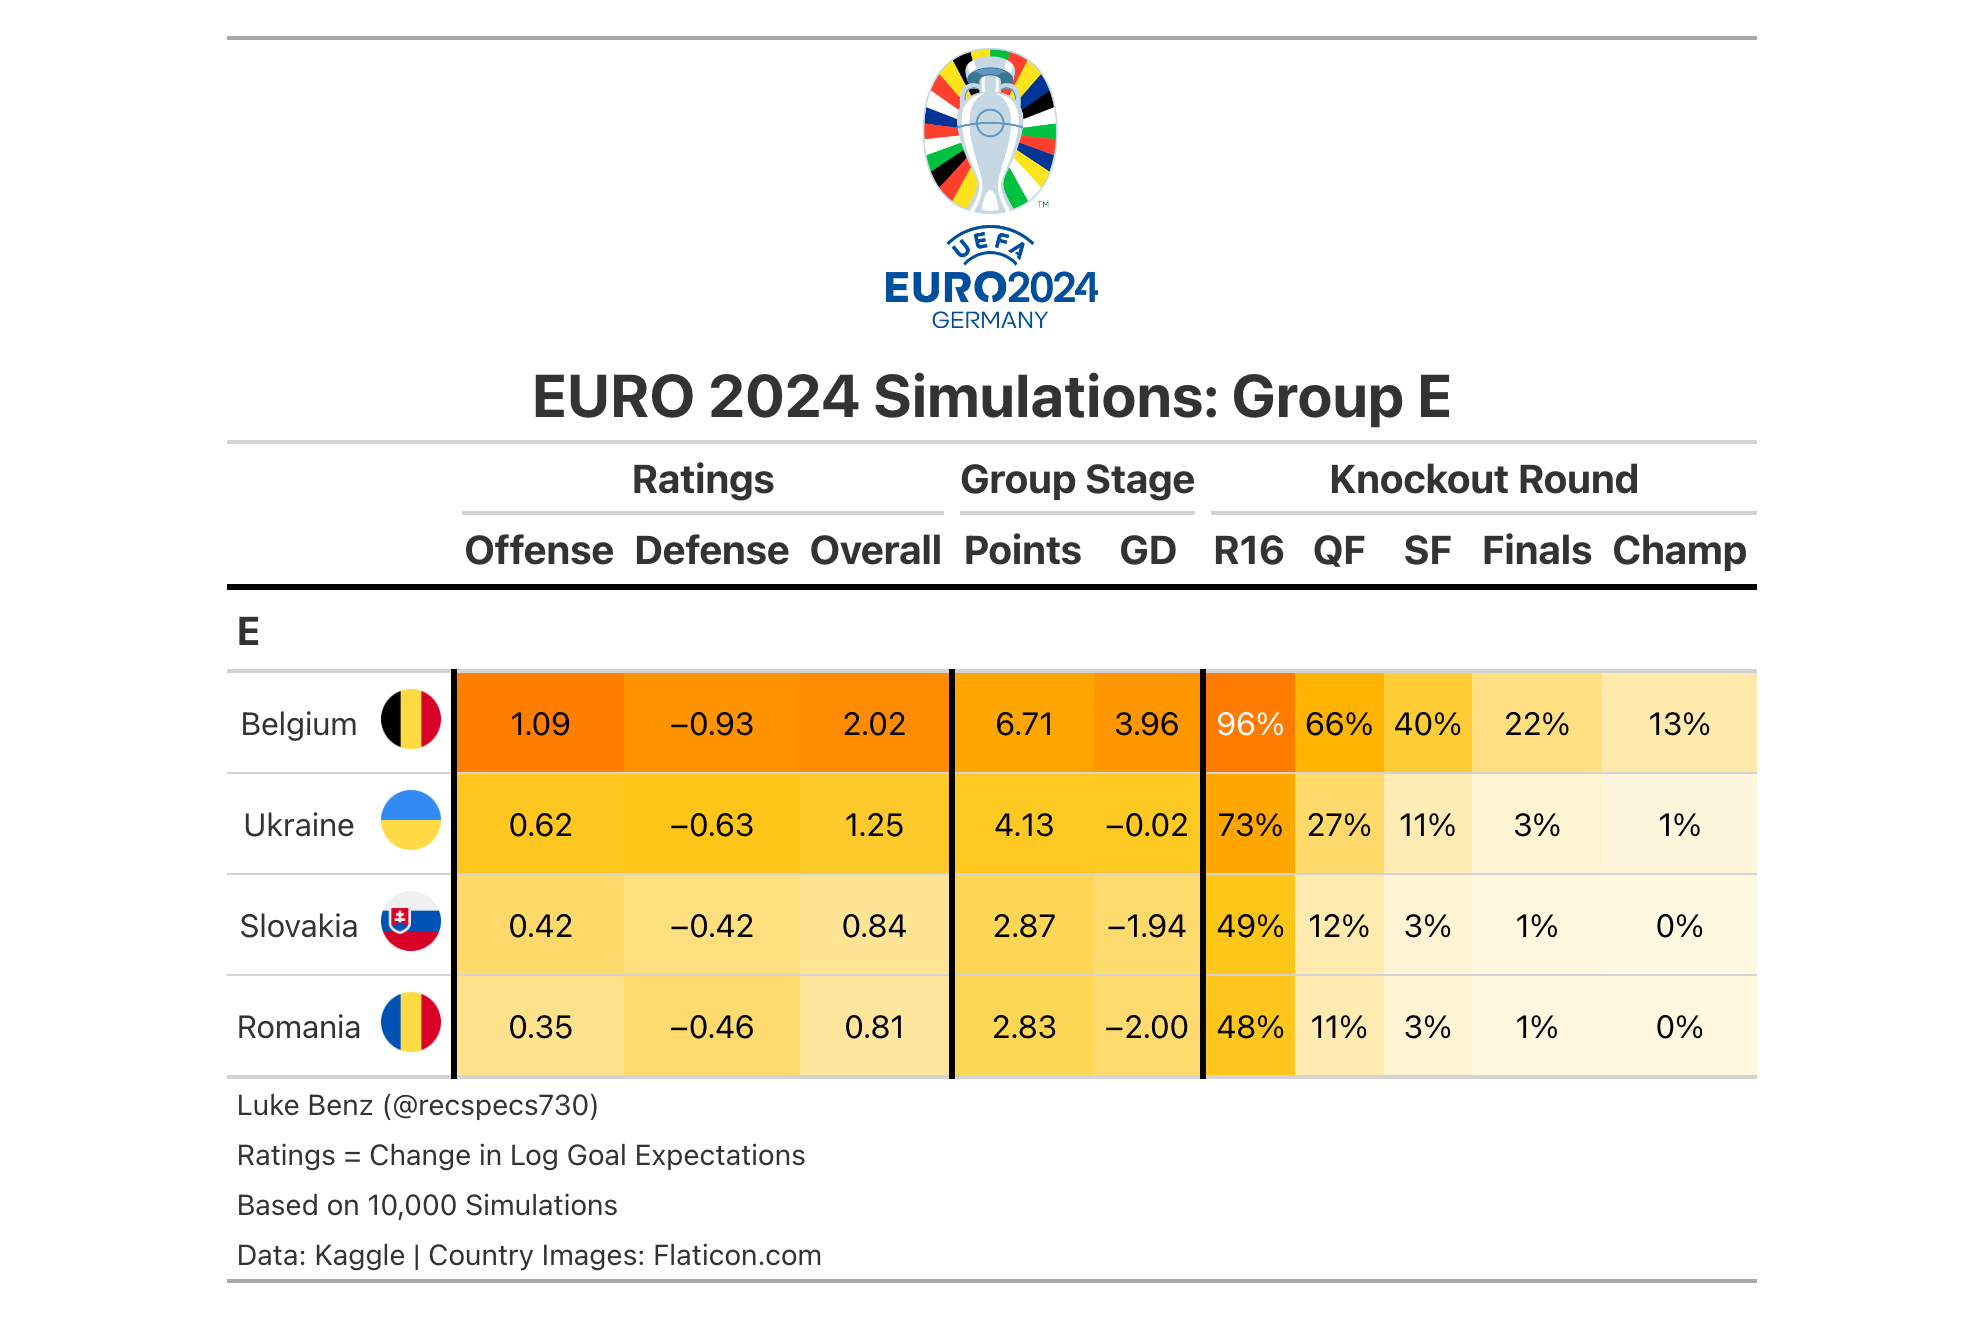 TM
UEFA
EURO2024
GERMANY
EURO 2024 Simulations: Group E
Ratings Group Stage Knockout Round
Offense Defense Overall Points GD R16 QF SF Finals Champ
E
Belgium 1.09 −0.93 2.02 6.71 3.96 96% 66% 40% 22% 13%
Ukraine 0.62 −0.63 1.25 4.13 −0.02 73% 27% 11% 3% 1%
Slovakia 0.42 −0.42 0.84 2.87 −1.94 49% 12% 3% 1% 0%
Romania 0.35 −0.46 0.81 2.83 −2.00 48% 11% 3% 1% 0%
Luke Benz (@recspecs730)
Ratings = Change in Log Goal Expectations
Based on 10,000 Simulations
Data: Kaggle | Country Images: Flaticon.com